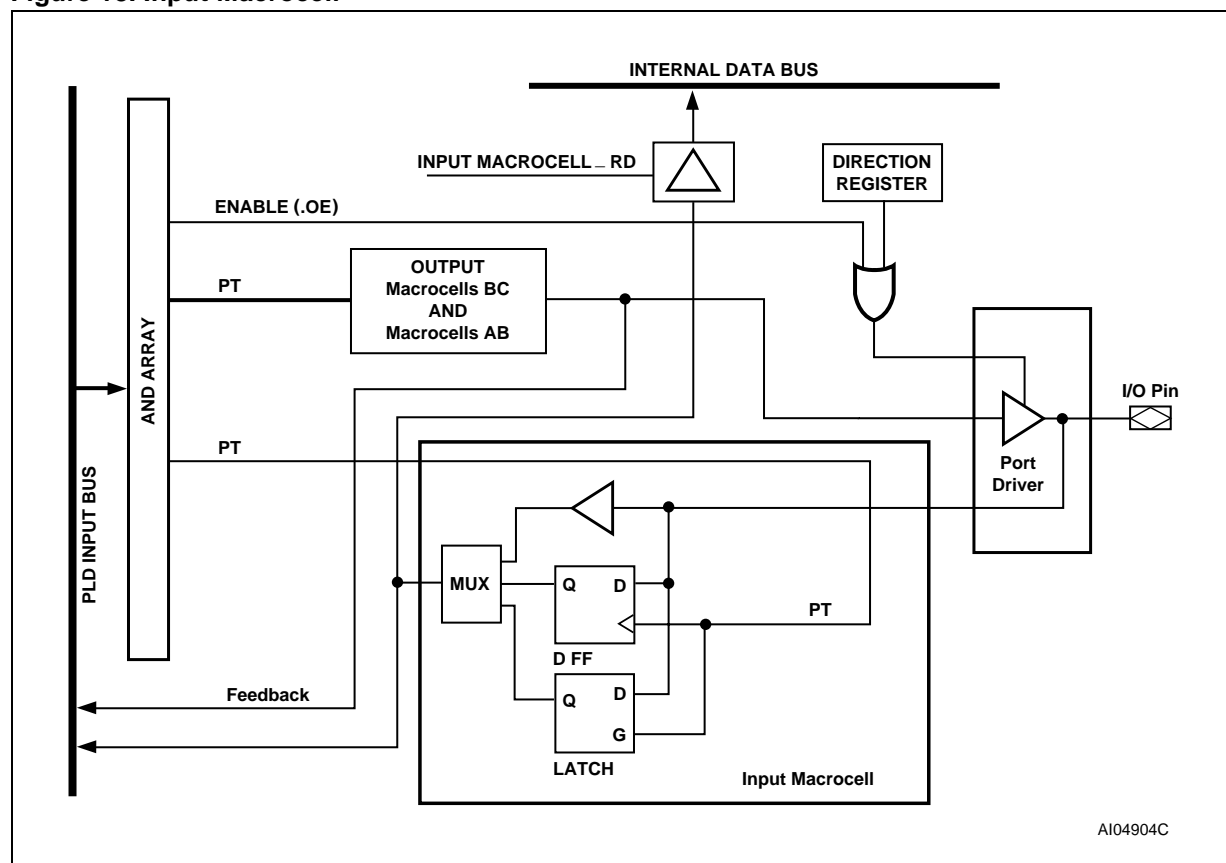 INTERNAL DATA BUS
INPUT MACROCELL _ RD
DIRECTION
REGISTER
ENABLE (.OE)
OUTPUT
Macrocells BC
AND
Macrocells AB
PT
AND ARRAY
PLD INPUT BUS
I/O Pin
Port
Driver
PT
MUX
Q D
PT
D FF
Feedback
Q D
G
LATCH
Input Macrocell
AI04904C